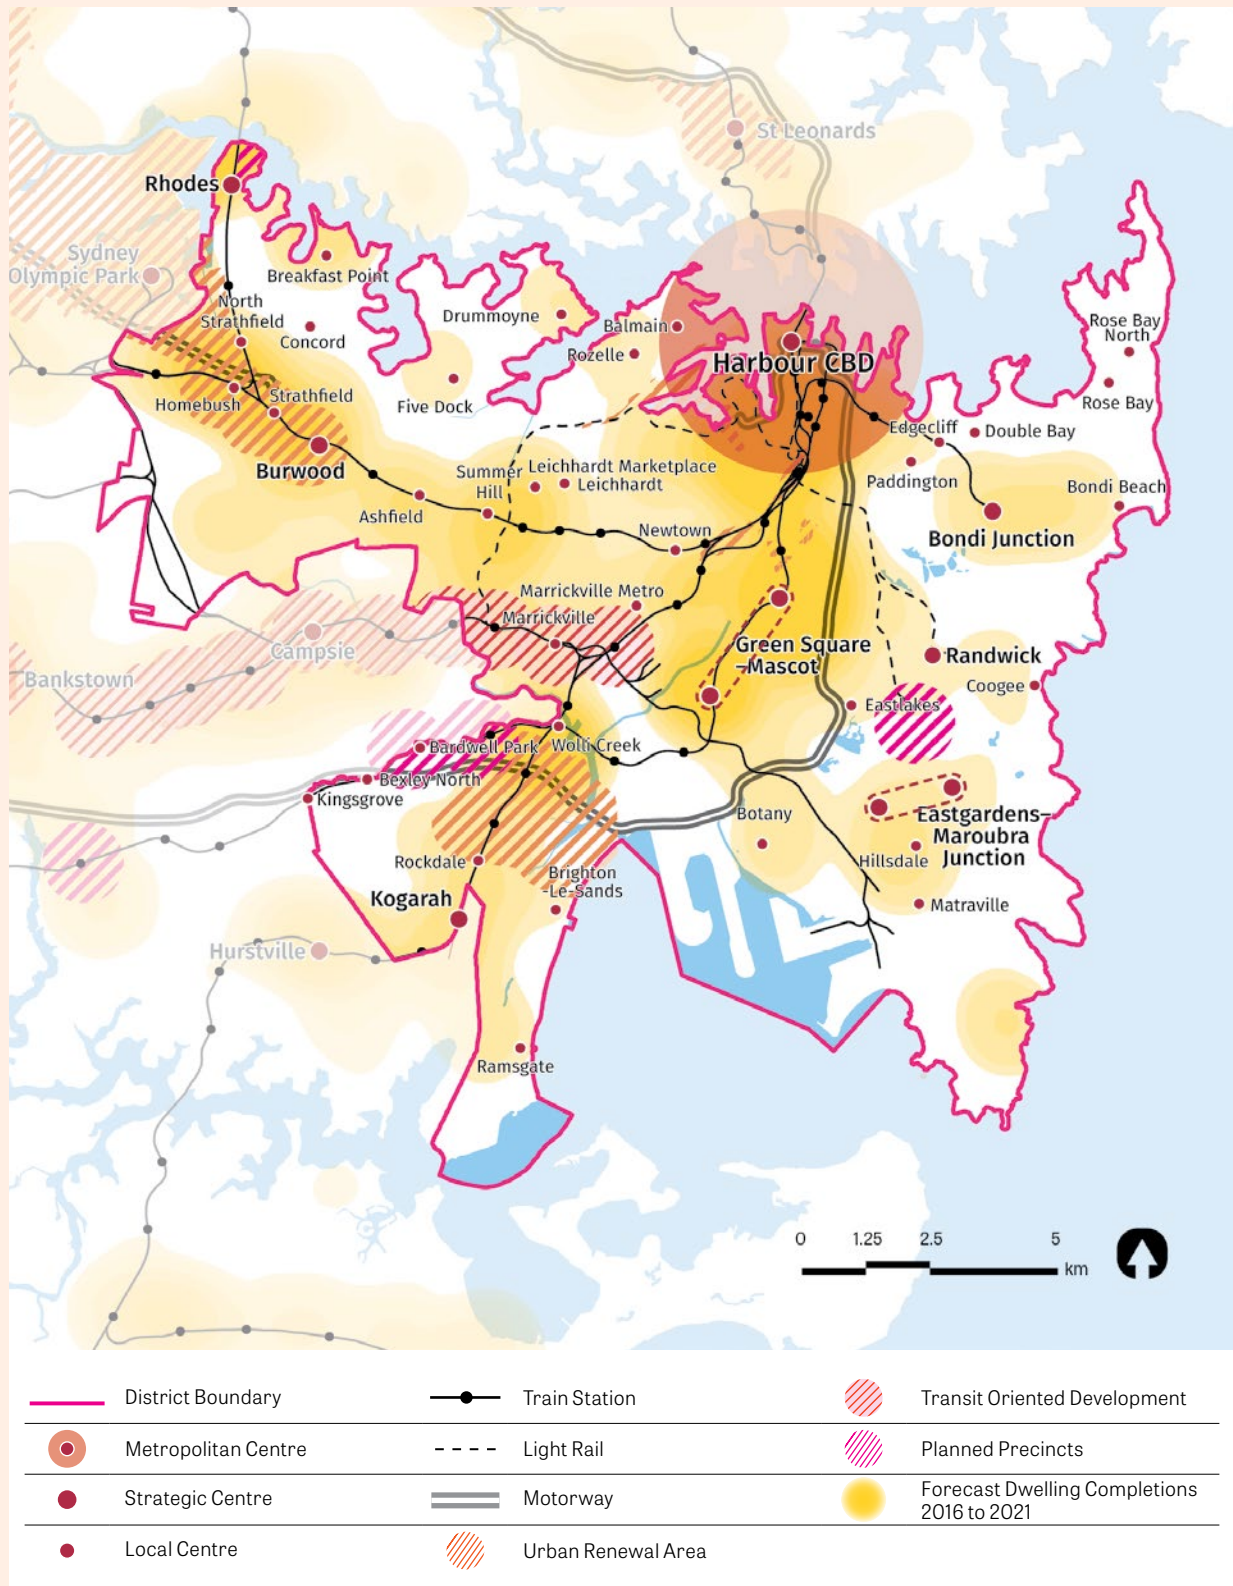 St Leonards
Rhodes
Sydney
Olympic Park
Breakfast Point
North
Strathfield
Concord
Drummoyne
Balmain
Rozelle
Harbour CBD
Rose Bay
North
Rose Bay
Homebush
Strathfield
Five Dock
Edgecliff
Double Bay
Burwood
Summer
Hill
Leichhardt Marketplace
Leichhardt
Paddington
Bondi Beach
Ashfield
Newtown
Bondi Junction
Marrickville Metro
Marrickville
Campsie
Green Square
–Mascot
Randwick
Bankstown
Coogee
Eastlakes
Bardwell Park
Wolli Creek
Bexley North
Kingsgrove
Botany
Eastgardens–
Maroubra
Junction
Hillsdale
Rockdale
Brighton
-Le-Sands
Kogarah
Matraville
Hurstville
Ramsgate
0 1.25 2.5 5
km
District Boundary
Train Station
Transit Oriented Development
Metropolitan Centre
Light Rail
Planned Precincts
Strategic Centre
Motorway
Forecast Dwelling Completions
2016 to 2021
Local Centre
Urban Renewal Area